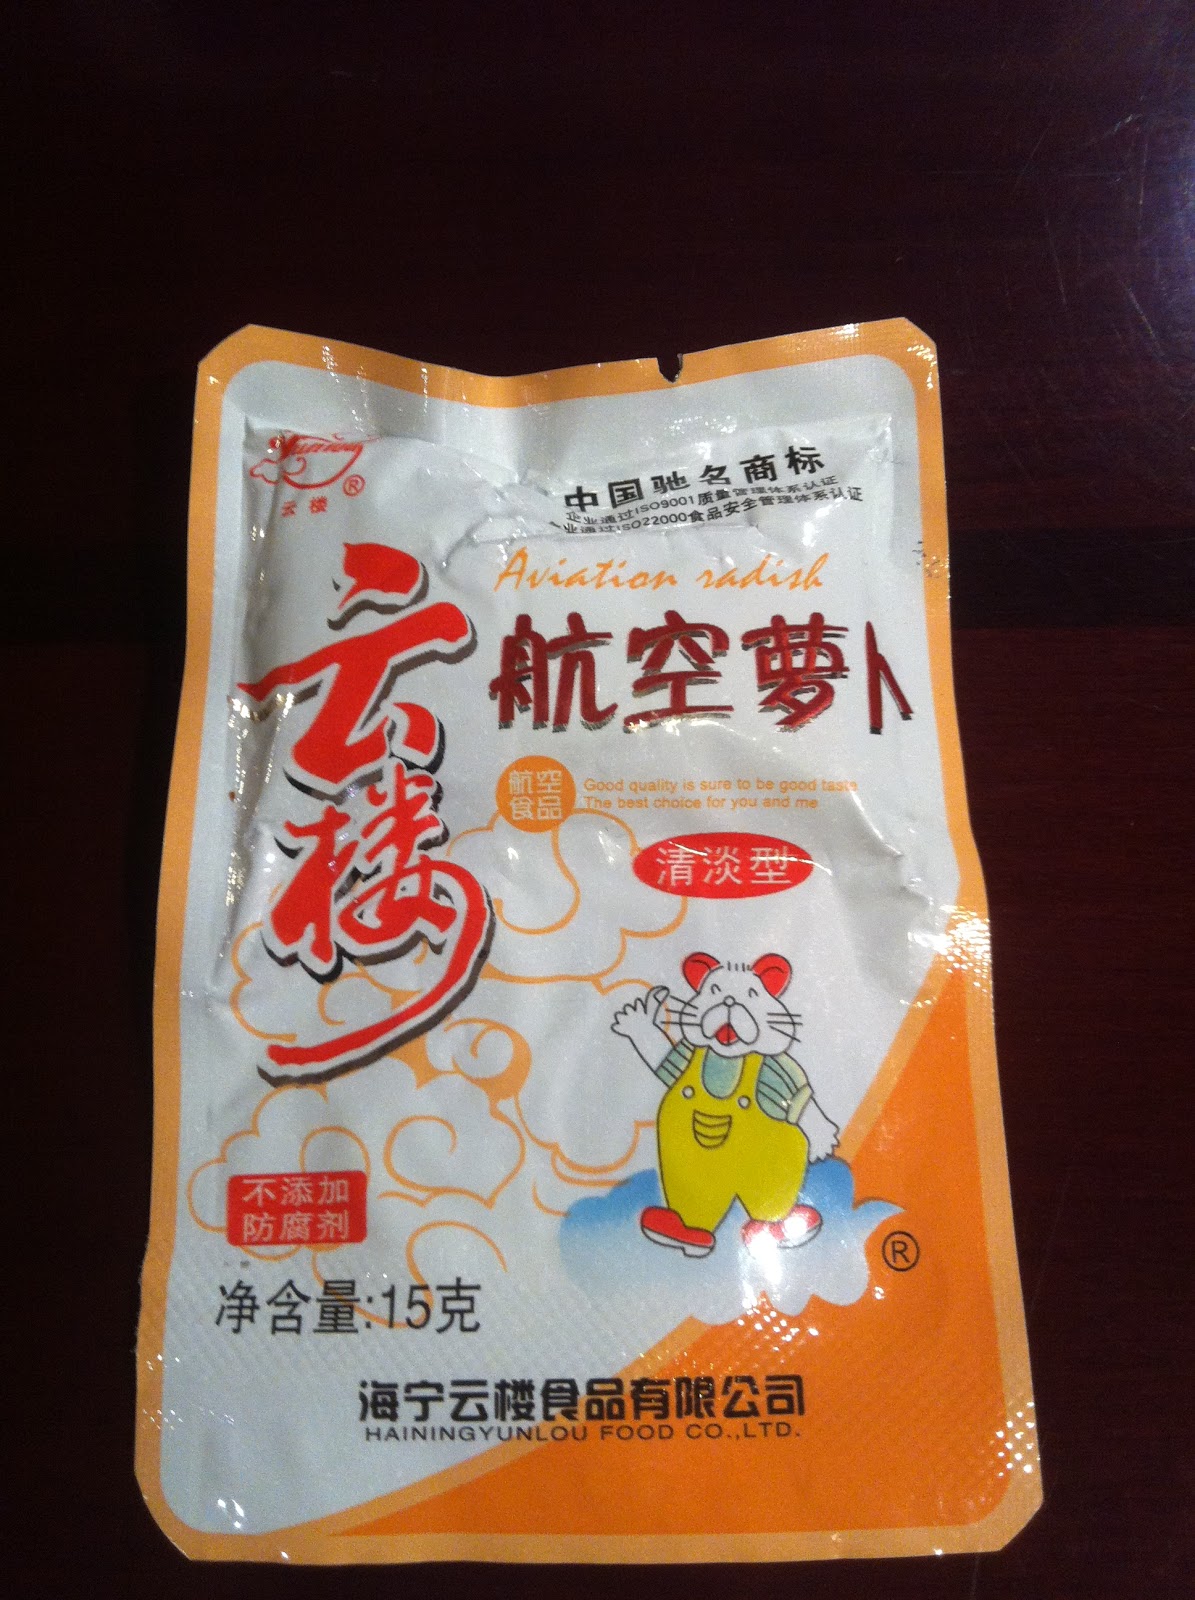 Yunlou
®
云楼
中国驰名商标
企业通过ISO9001质量管理体系认证
企业通过ISO22000食品安全管理体系认证
Aviation radish
云楼
航空萝卜
航空
食品
Good quality is sure to be good taste
The best choice for you and me
清淡型
不添加
防腐剂
®
净含量:15克
海宁云楼食品有限公司
HAININGYUNLOU FOOD CO.,LTD.